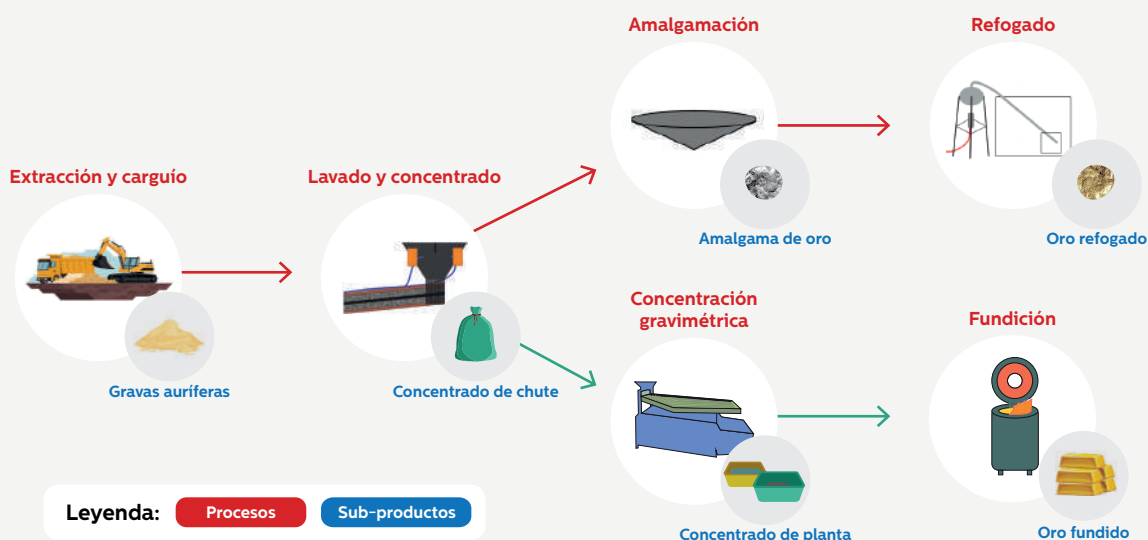 Amalgamación
Refogado
Extracción y carguío
Lavado y concentrado
Amalgama de oro
Oro refogado
Concentración
gravimétrica
Fundición
Gravas auríferas
Concentrado de chute
Leyenda:
Procesos
Sub-productos
Concentrado de planta
Oro fundido